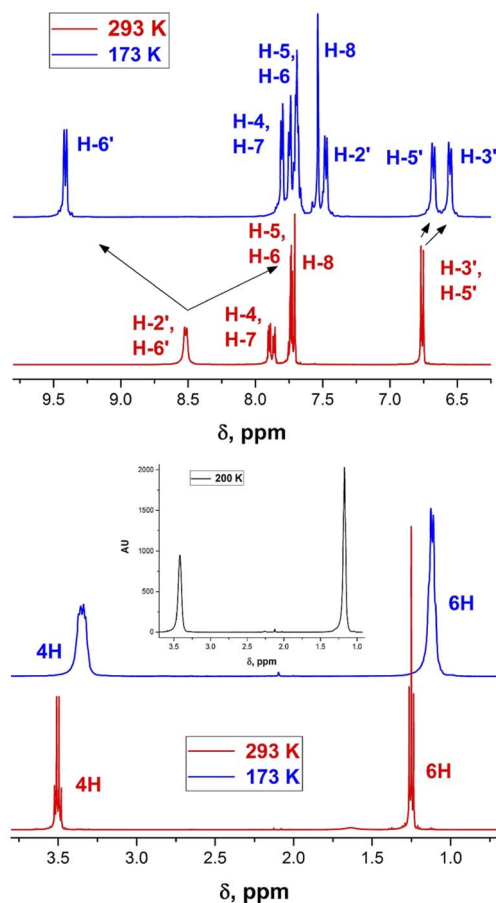 293 K
173 K
H-6'
H-4,
H-7
H-5,
H-6
H-8
H-2'
H-5'
H-3'
H-2',
H-6'
H-4,
H-7
H-5,
H-6
H-8
H-3',
H-5'
9.5 9.0 8.5 8.0 7.5 7.0 6.5
δ, ppm
200 K
AU
2000
1500
1000
500
0
3.5 3.0 2.5 2.0 1.5 1.0
δ, ppm
4H
6H
293 K
173 K
4H
6H
3.5 3.0 2.5 2.0 1.5 1.0
δ, ppm